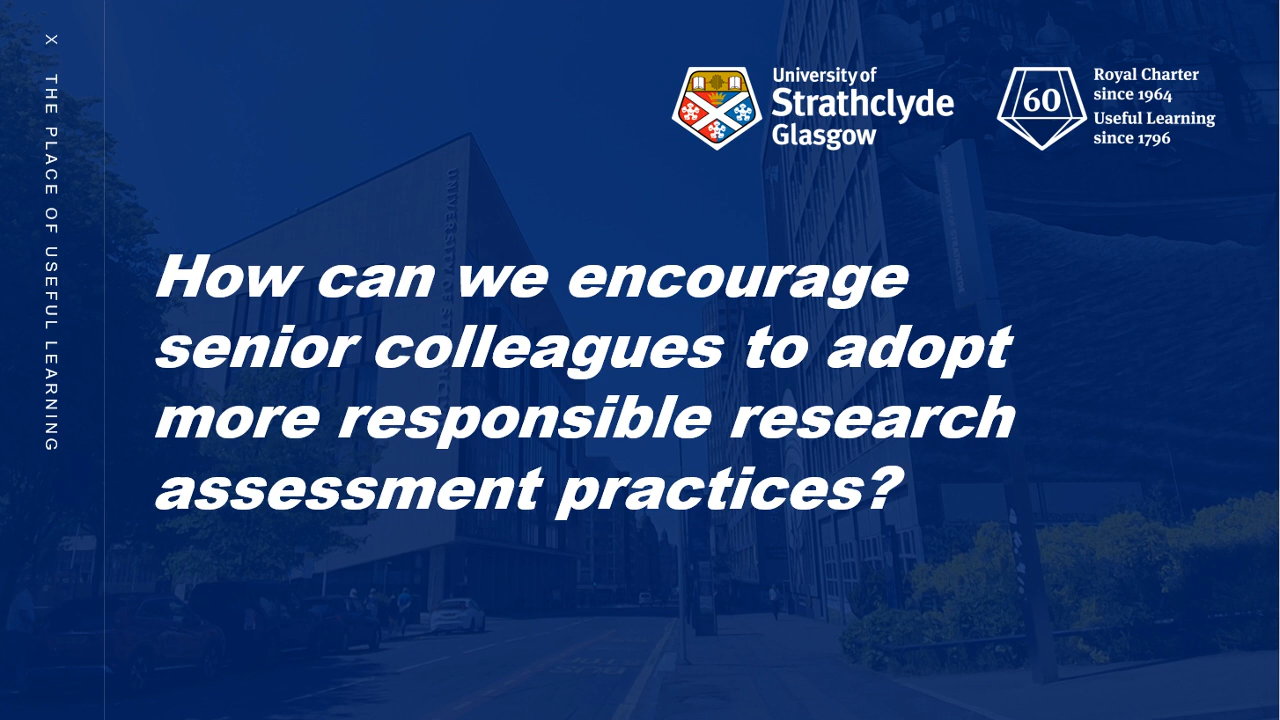 X THE PLACE OF USEFUL LEARNING
University of
Strathclyde
Glasgow
60
Royal Charter
since 1964
Useful Learning
since 1796
How can we encourage
senior colleagues to adopt
more responsible research
assessment practices?